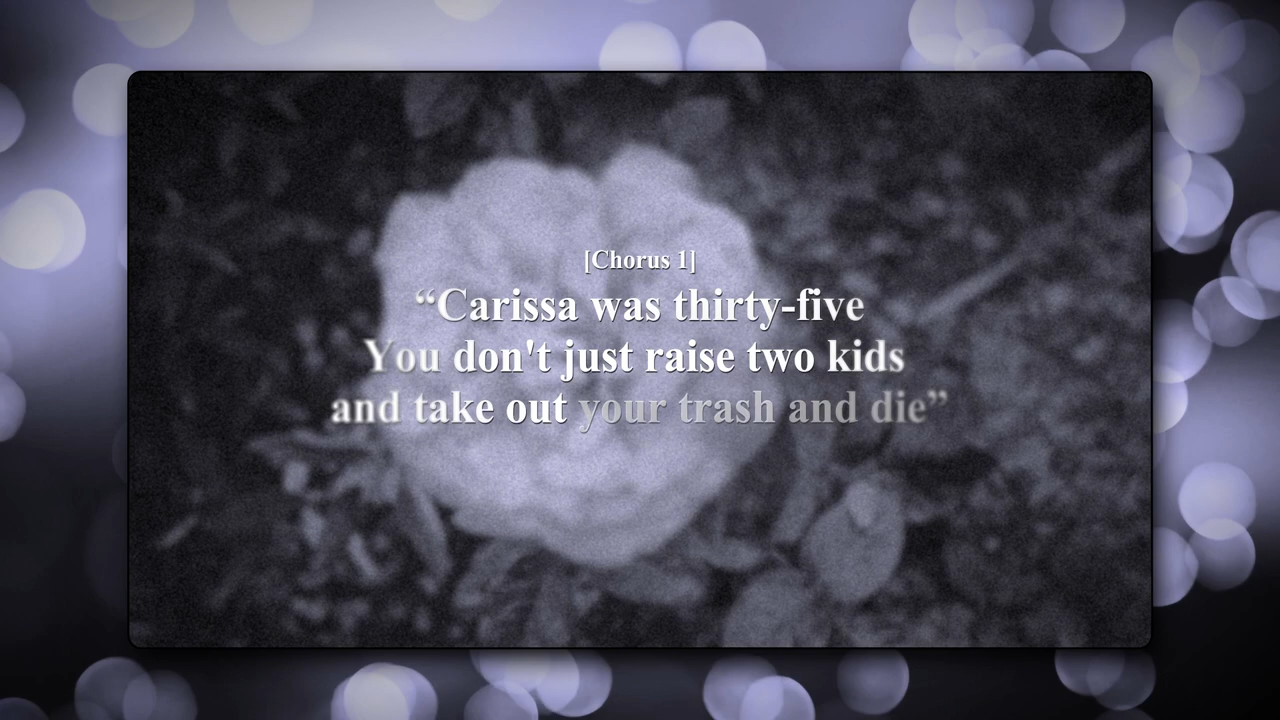 [Chorus 1]
“Carissa was thirty-five
You don't just raise two kids
and take out your trash and die”